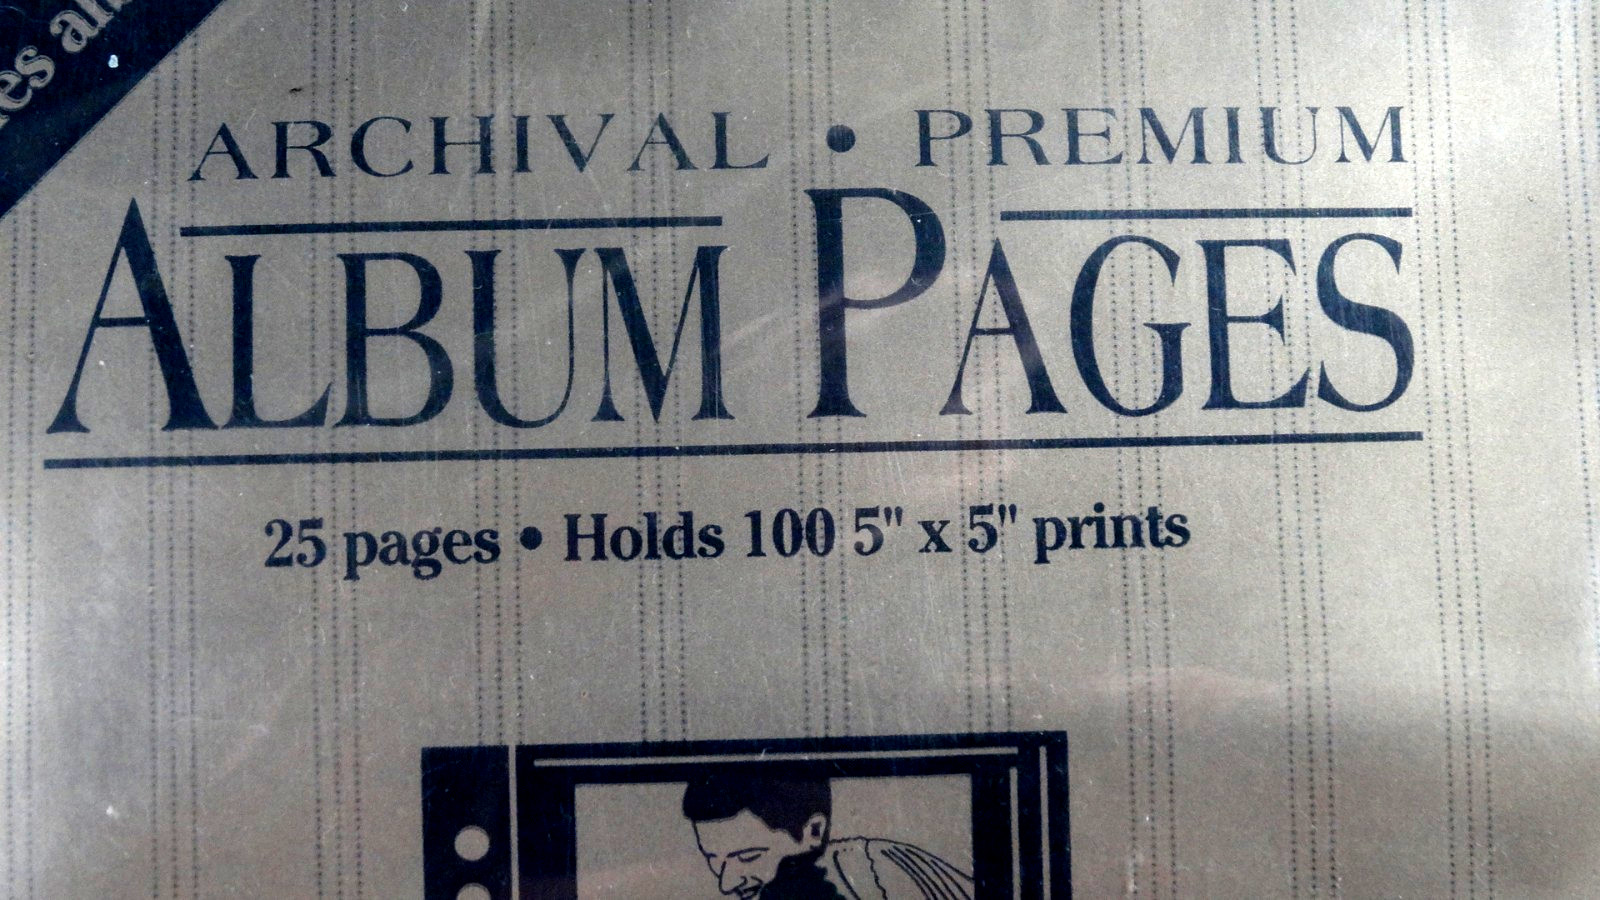 ARCHIVAL • PREMIUM
ALBUM PAGES
25 pages • Holds 100 5" x 5" prints